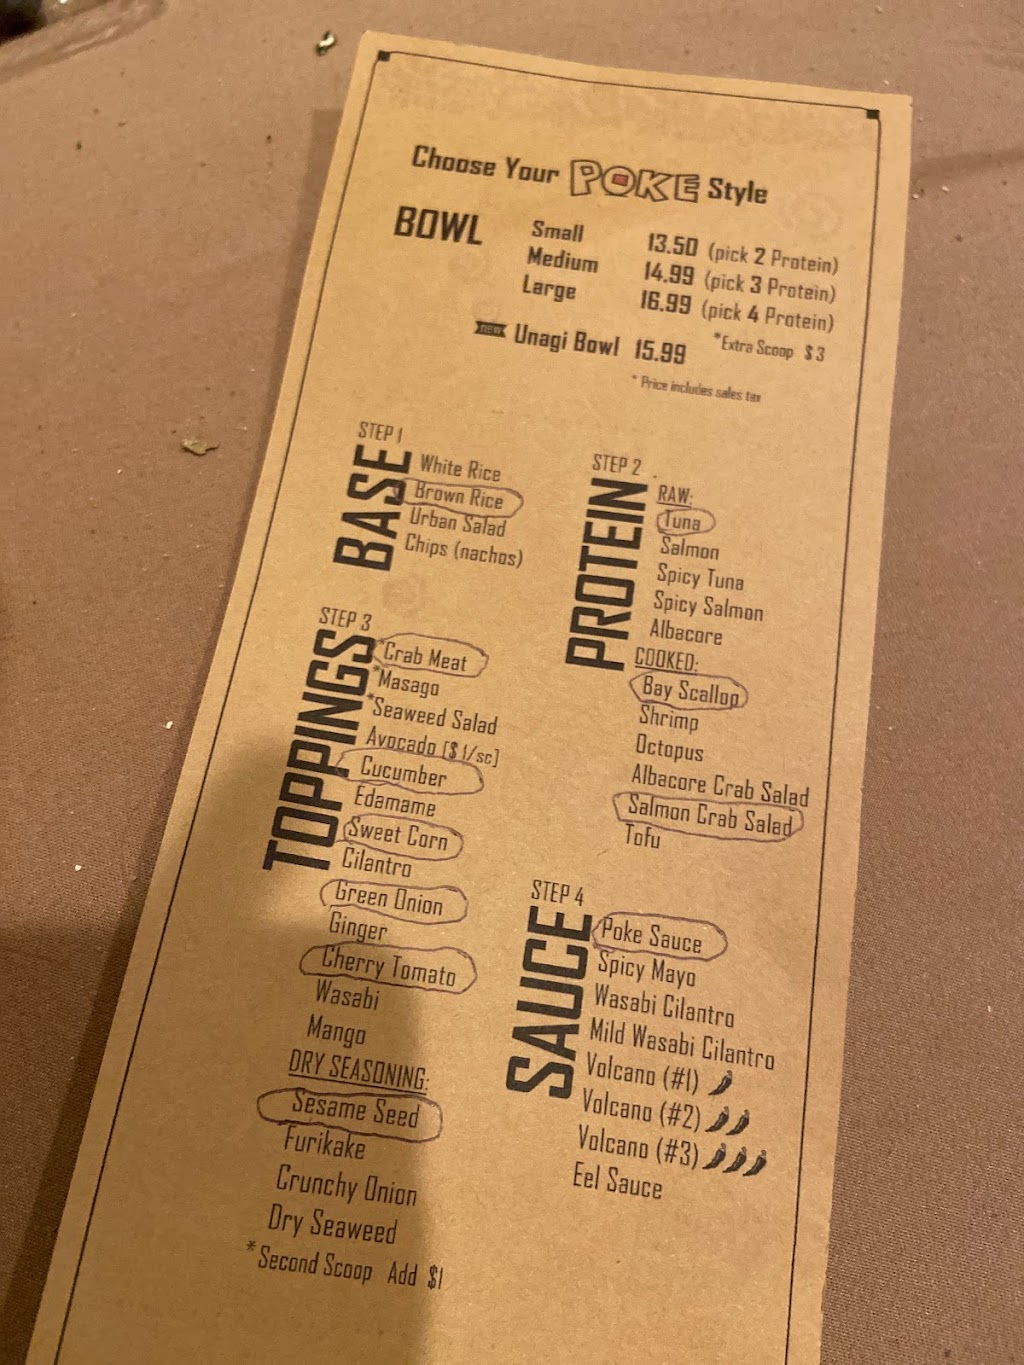 Choose Your POKE Style
BOWL
Small 13.50 (pick 2 Protein)
Medium 14.99 (pick 3 Protein)
Large 16.99 (pick 4 Protein)
*Extra Scoop $3
new Unagi Bowl 15.99
* Price includes sales tax
STEP 1
BASE
White Rice
Brown Rice
Urban Salad
Chips (nachos)
STEP 2
PROTEIN
RAW:
Tuna
Salmon
Spicy Tuna
Spicy Salmon
Albacore
COOKED:
Bay Scallop
Shrimp
Octopus
Albacore Crab Salad
Salmon Crab Salad
Tofu
STEP 3
TOPPINGS
*Crab Meat
*Masago
*Seaweed Salad
Avocado [$1/sc]
Cucumber
Edamame
Sweet Corn
Cilantro
Green Onion
Ginger
Cherry Tomato
Wasabi
Mango
DRY SEASONING:
Sesame Seed
Furikake
Crunchy Onion
Dry Seaweed
*Second Scoop Add $1
STEP 4
SAUCE
Poke Sauce
Spicy Mayo
Wasabi Cilantro
Mild Wasabi Cilantro
Volcano (#1)
Volcano (#2)
Volcano (#3)
Eel Sauce